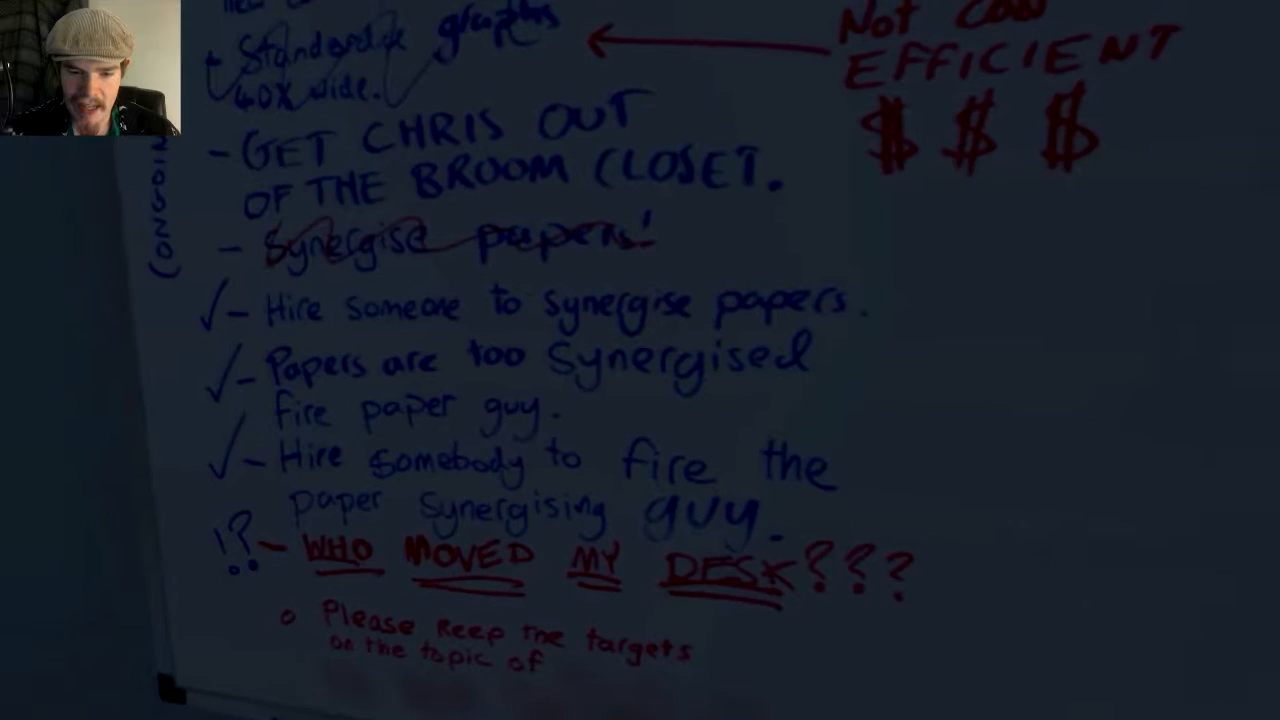 Standardize graphs
40% wide.
Not Cost
EFFICIENT
$ $ $
- GET CHRIS OUT
OF THE BROOM CLOSET.
- Synergise papers!
✓- Hire someone to synergise papers.
✓- Papers are too Synergised
fire paper guy.
✓- Hire somebody to fire the
paper synergising guy.
!?- WHO MOVED MY DESK???
o Please keep the targets
on the topic of